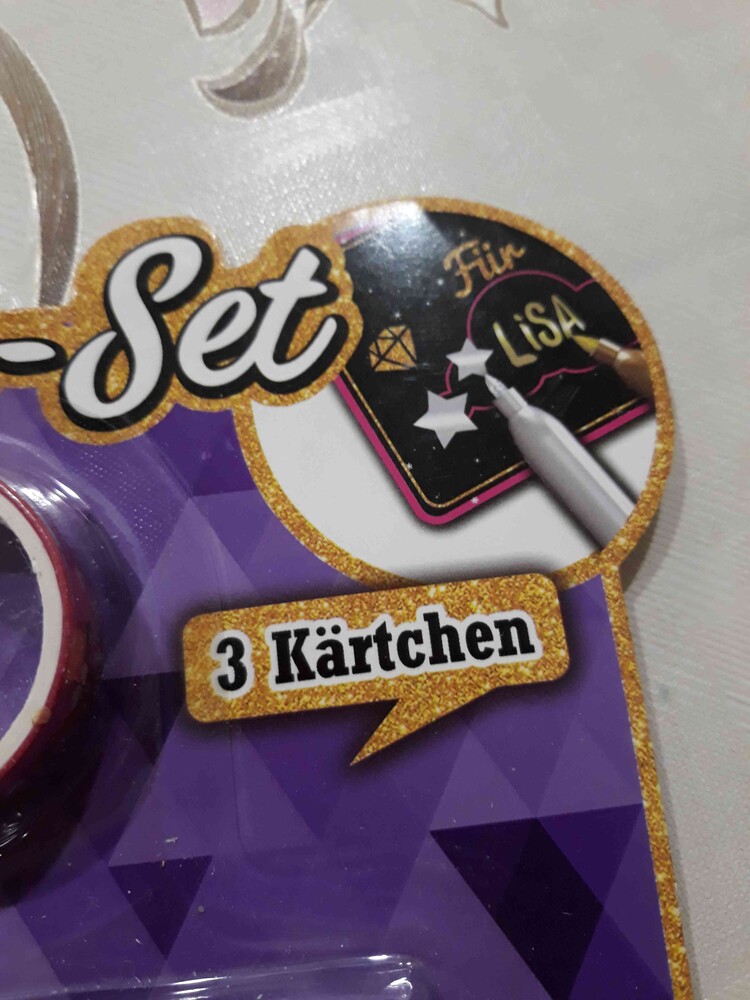 -Set
Für
LiSA
3 Kärtchen